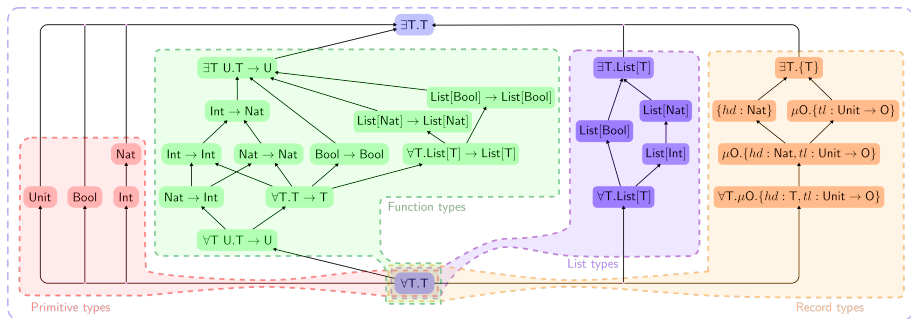 ∃T.T
∃T U.T → U
∃T.List[T]
∃T.{T}
List[Bool] → List[Bool]
Int → Nat
List[Nat] → List[Nat]
List[Nat]
{hd : Nat}
μO.{tl : Unit → O}
List[Bool]
Nat
Int → Int
Nat → Nat
Bool → Bool
∀T.List[T] → List[T]
List[Int]
μO.{hd : Nat, tl : Unit → O}
Unit
Bool
Int
Nat → Int
∀T.T → T
∀T.List[T]
∀T.μO.{hd : T, tl : Unit → O}
Function types
∀T U.T → U
List types
∀T.T
Primitive types
Record types